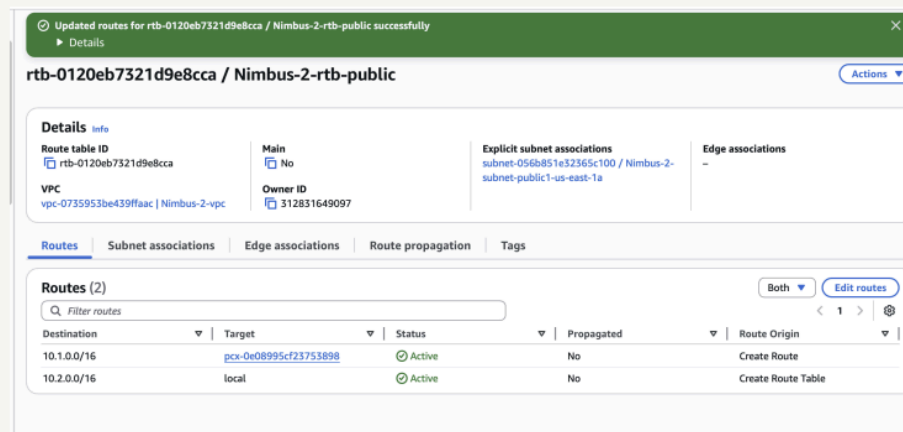 Updated routes for rtb-0120eb7321d9e8cca / Nimbus-2-rtb-public successfully
Details
rtb-0120eb7321d9e8cca / Nimbus-2-rtb-public
Actions
Details Info
Route table ID
rtb-0120eb7321d9e8cca
Main
No
Explicit subnet associations
subnet-056b851e32365c100 / Nimbus-2-
subnet-public1-us-east-1a
Edge associations
–
VPC
vpc-0735953be439ffaac | Nimbus-2-vpc
Owner ID
312831649097
Routes Subnet associations Edge associations Route propagation Tags
Routes (2)
Both
Edit routes
Filter routes
1
Destination Target Status Propagated Route Origin
10.1.0.0/16 pcx-0e08995cf23753898 Active No Create Route
10.2.0.0/16 local Active No Create Route Table